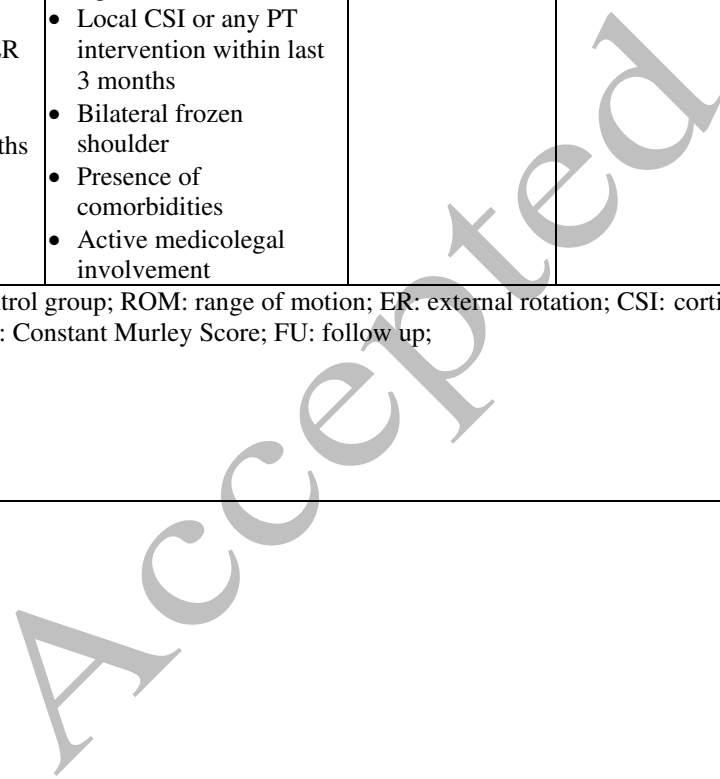 • Local CSI or any PT
ER intervention within last
3 months
• Bilateral frozen
ths shoulder
• Presence of
comorbidities
• Active medicolegal
involvement
trol group; ROM: range of motion; ER: external rotation; CSI: corti
: Constant Murley Score; FU: follow up;
Accepted